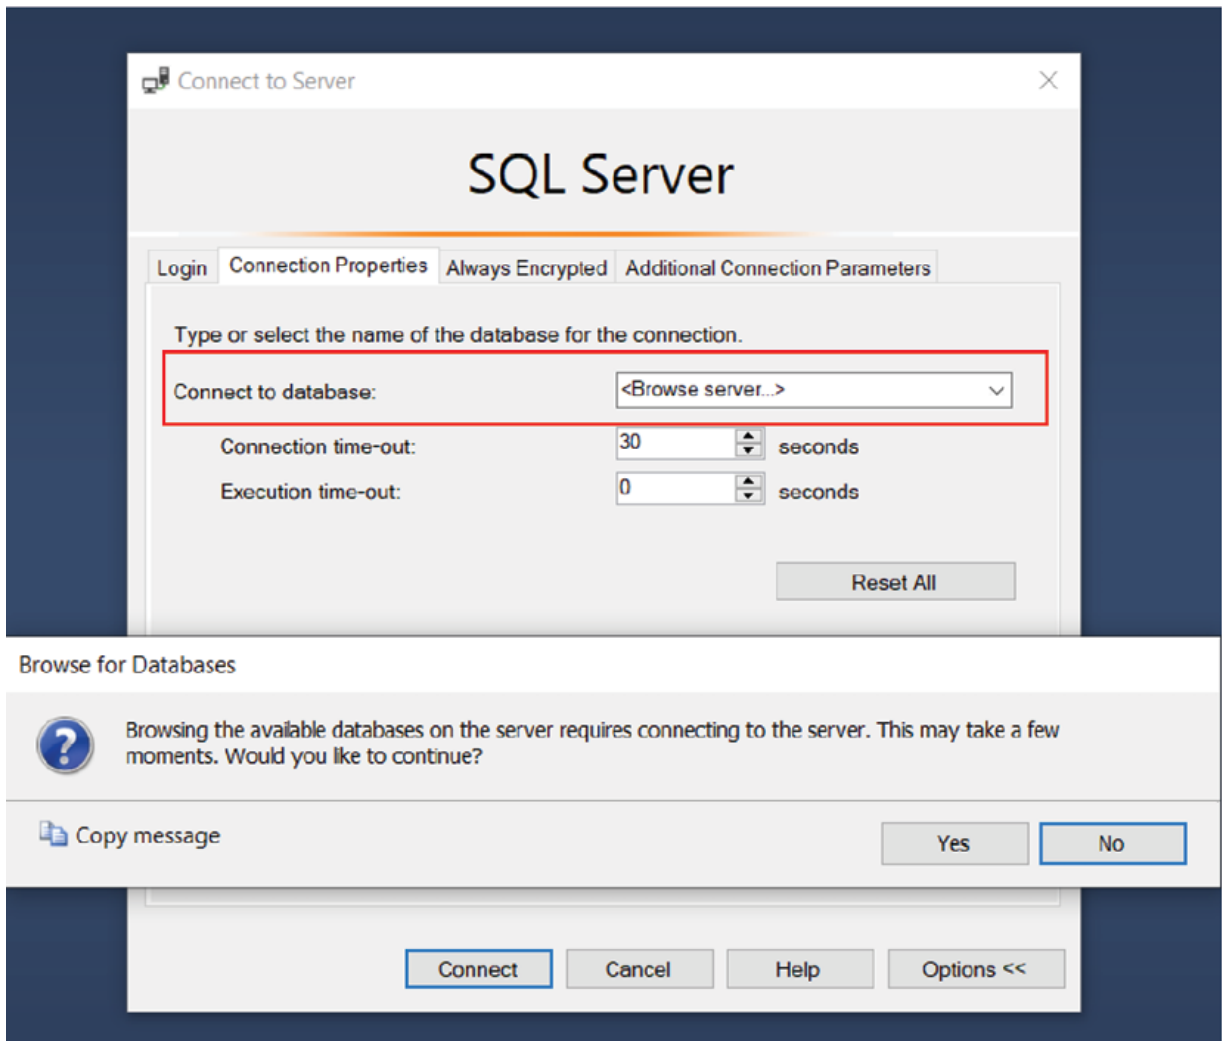 Connect to Server
SQL Server
Login Connection Properties Always Encrypted Additional Connection Parameters
Type or select the name of the database for the connection.
Connect to database: <Browse server...>
Connection time-out: 30 seconds
Execution time-out: 0 seconds
Reset All
Browse for Databases
Browsing the available databases on the server requires connecting to the server. This may take a few
moments. Would you like to continue?
Copy message Yes No
Connect Cancel Help Options <<